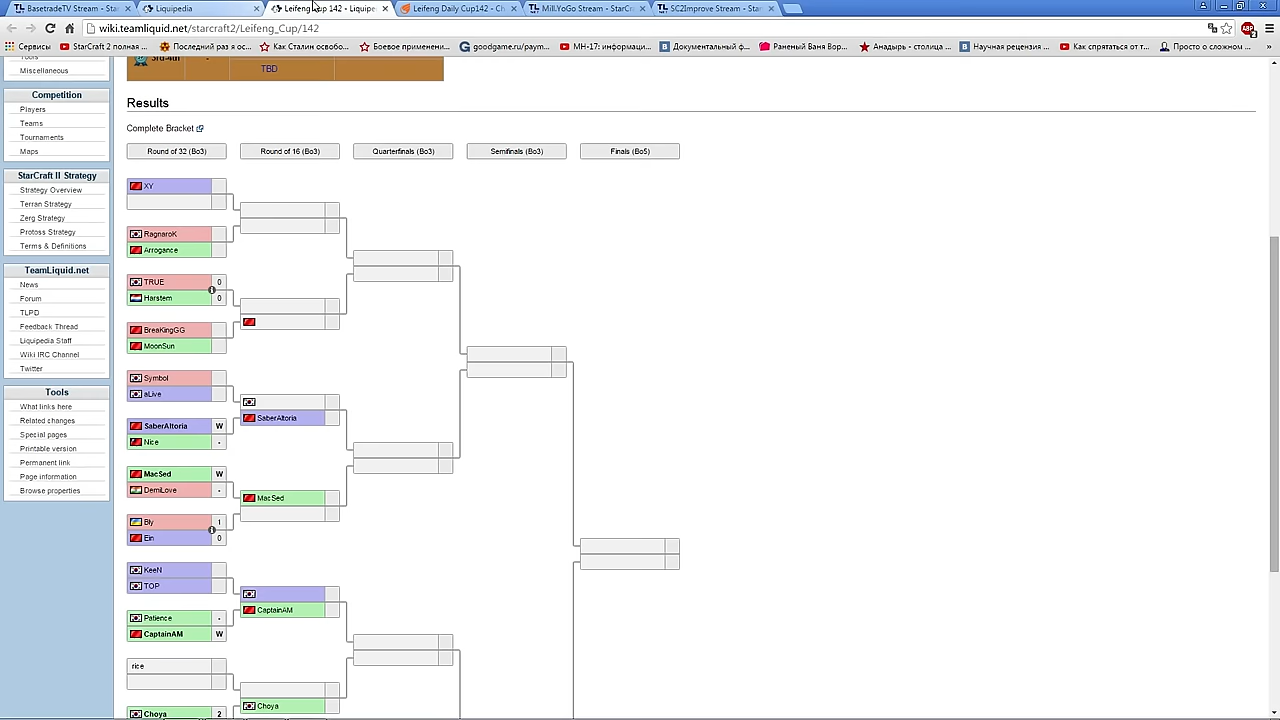 BasetradeTV Stream - Star
Liquipedia
Leifeng Cup 142 - Liquipe
Leifeng Daily Cup142 - Ch
Mill.YoGo Stream - StarCr
SC2Improve Stream - Star
wiki.teamliquid.net/starcraft2/Leifeng_Cup/142
Сервисы
StarCraft 2 полная ...
Последний раз я ос...
Как Сталин освобо...
Боевое применени...
goodgame.ru/paym...
МН-17: информаци...
Документальный ф...
Раненый Ваня Вор...
Анадырь - столица ...
Научная рецензия ...
Как спрятаться от т...
Просто о сложном ...
Tools
Miscellaneous
Competition
Players
Teams
Tournaments
Maps
StarCraft II Strategy
Strategy Overview
Terran Strategy
Zerg Strategy
Protoss Strategy
Terms & Definitions
TeamLiquid.net
News
Forum
TLPD
Feedback Thread
Liquipedia Staff
Wiki IRC Channel
Twitter
Tools
What links here
Related changes
Special pages
Printable version
Permanent link
Page information
Browse properties
3rd-4th - TBD
Results
Complete Bracket
Round of 32 (Bo3)
Round of 16 (Bo3)
Quarterfinals (Bo3)
Semifinals (Bo3)
Finals (Bo5)
XY
RagnaroK
Arrogance
TRUE 0
Harstem 0
BreaKingGG
MoonSun
Symbol
aLive
SaberAltoria W
Nice -
MacSed W
DemiLove -
Bly 1
Ein 0
KeeN
TOP
Patience -
CaptainAM W
rice
Choya 2
SaberAltoria
MacSed
CaptainAM
Choya